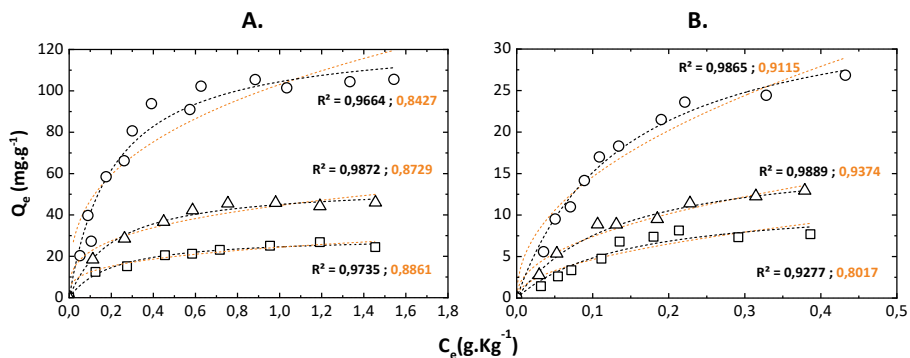 A.
B.
120
100
80
60
40
20
0
R² = 0,9664 ; 0,8427
R² = 0,9872 ; 0,8729
R² = 0,9735 ; 0,8861
0,0 0,2 0,4 0,6 0,8 1,0 1,2 1,4 1,6 1,8
30
25
20
15
10
5
0
R² = 0,9865 ; 0,9115
R² = 0,9889 ; 0,9374
R² = 0,9277 ; 0,8017
0,0 0,1 0,2 0,3 0,4 0,5
Qe (mg.g⁻¹)
Ce(g.Kg⁻¹)